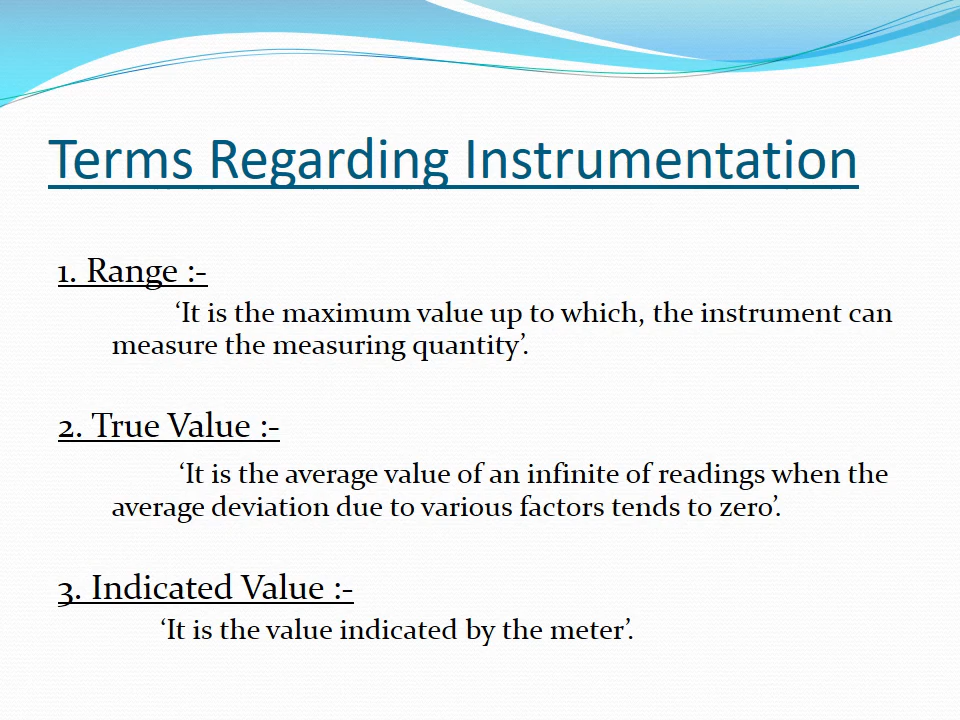 Terms Regarding Instrumentation
1. Range :-
‘It is the maximum value up to which, the instrument can
measure the measuring quantity’.
2. True Value :-
‘It is the average value of an infinite of readings when the
average deviation due to various factors tends to zero’.
3. Indicated Value :-
‘It is the value indicated by the meter’.